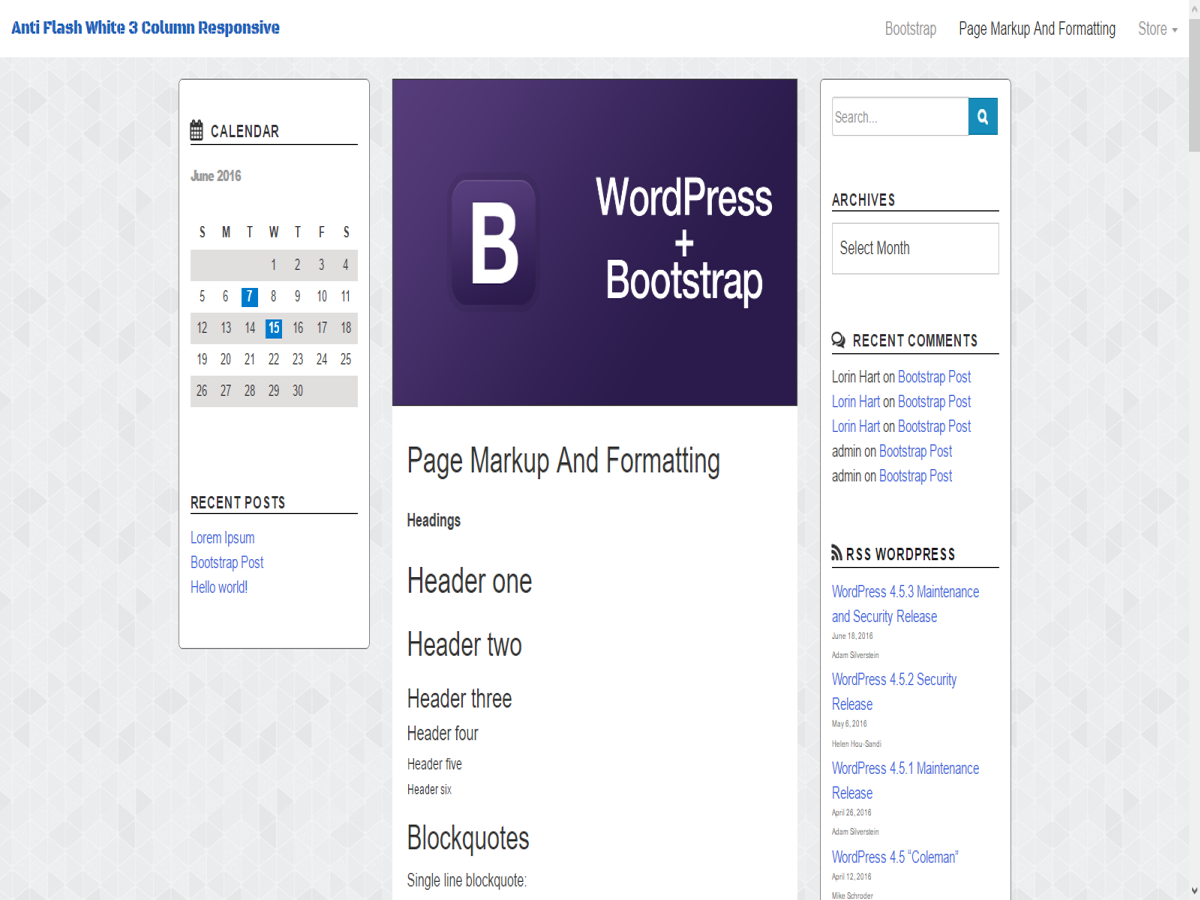 Anti Flash White 3 Column Responsive
Bootstrap Page Markup And Formatting Store
CALENDAR
June 2016
S M T W T F S
1 2 3 4
5 6 7 8 9 10 11
12 13 14 15 16 17 18
19 20 21 22 23 24 25
26 27 28 29 30
RECENT POSTS
Lorem Ipsum
Bootstrap Post
Hello world!
B
WordPress
+
Bootstrap
Page Markup And Formatting
Headings
Header one
Header two
Header three
Header four
Header five
Header six
Blockquotes
Single line blockquote:
Search...
ARCHIVES
Select Month
RECENT COMMENTS
Lorin Hart on Bootstrap Post
Lorin Hart on Bootstrap Post
Lorin Hart on Bootstrap Post
admin on Bootstrap Post
admin on Bootstrap Post
RSS WORDPRESS
WordPress 4.5.3 Maintenance
and Security Release
June 18, 2016
Adam Silverstein
WordPress 4.5.2 Security
Release
May 6, 2016
Helen Hou-Sandi
WordPress 4.5.1 Maintenance
Release
April 26, 2016
Adam Silverstein
WordPress 4.5 “Coleman”
April 12, 2016
Mike Schroder